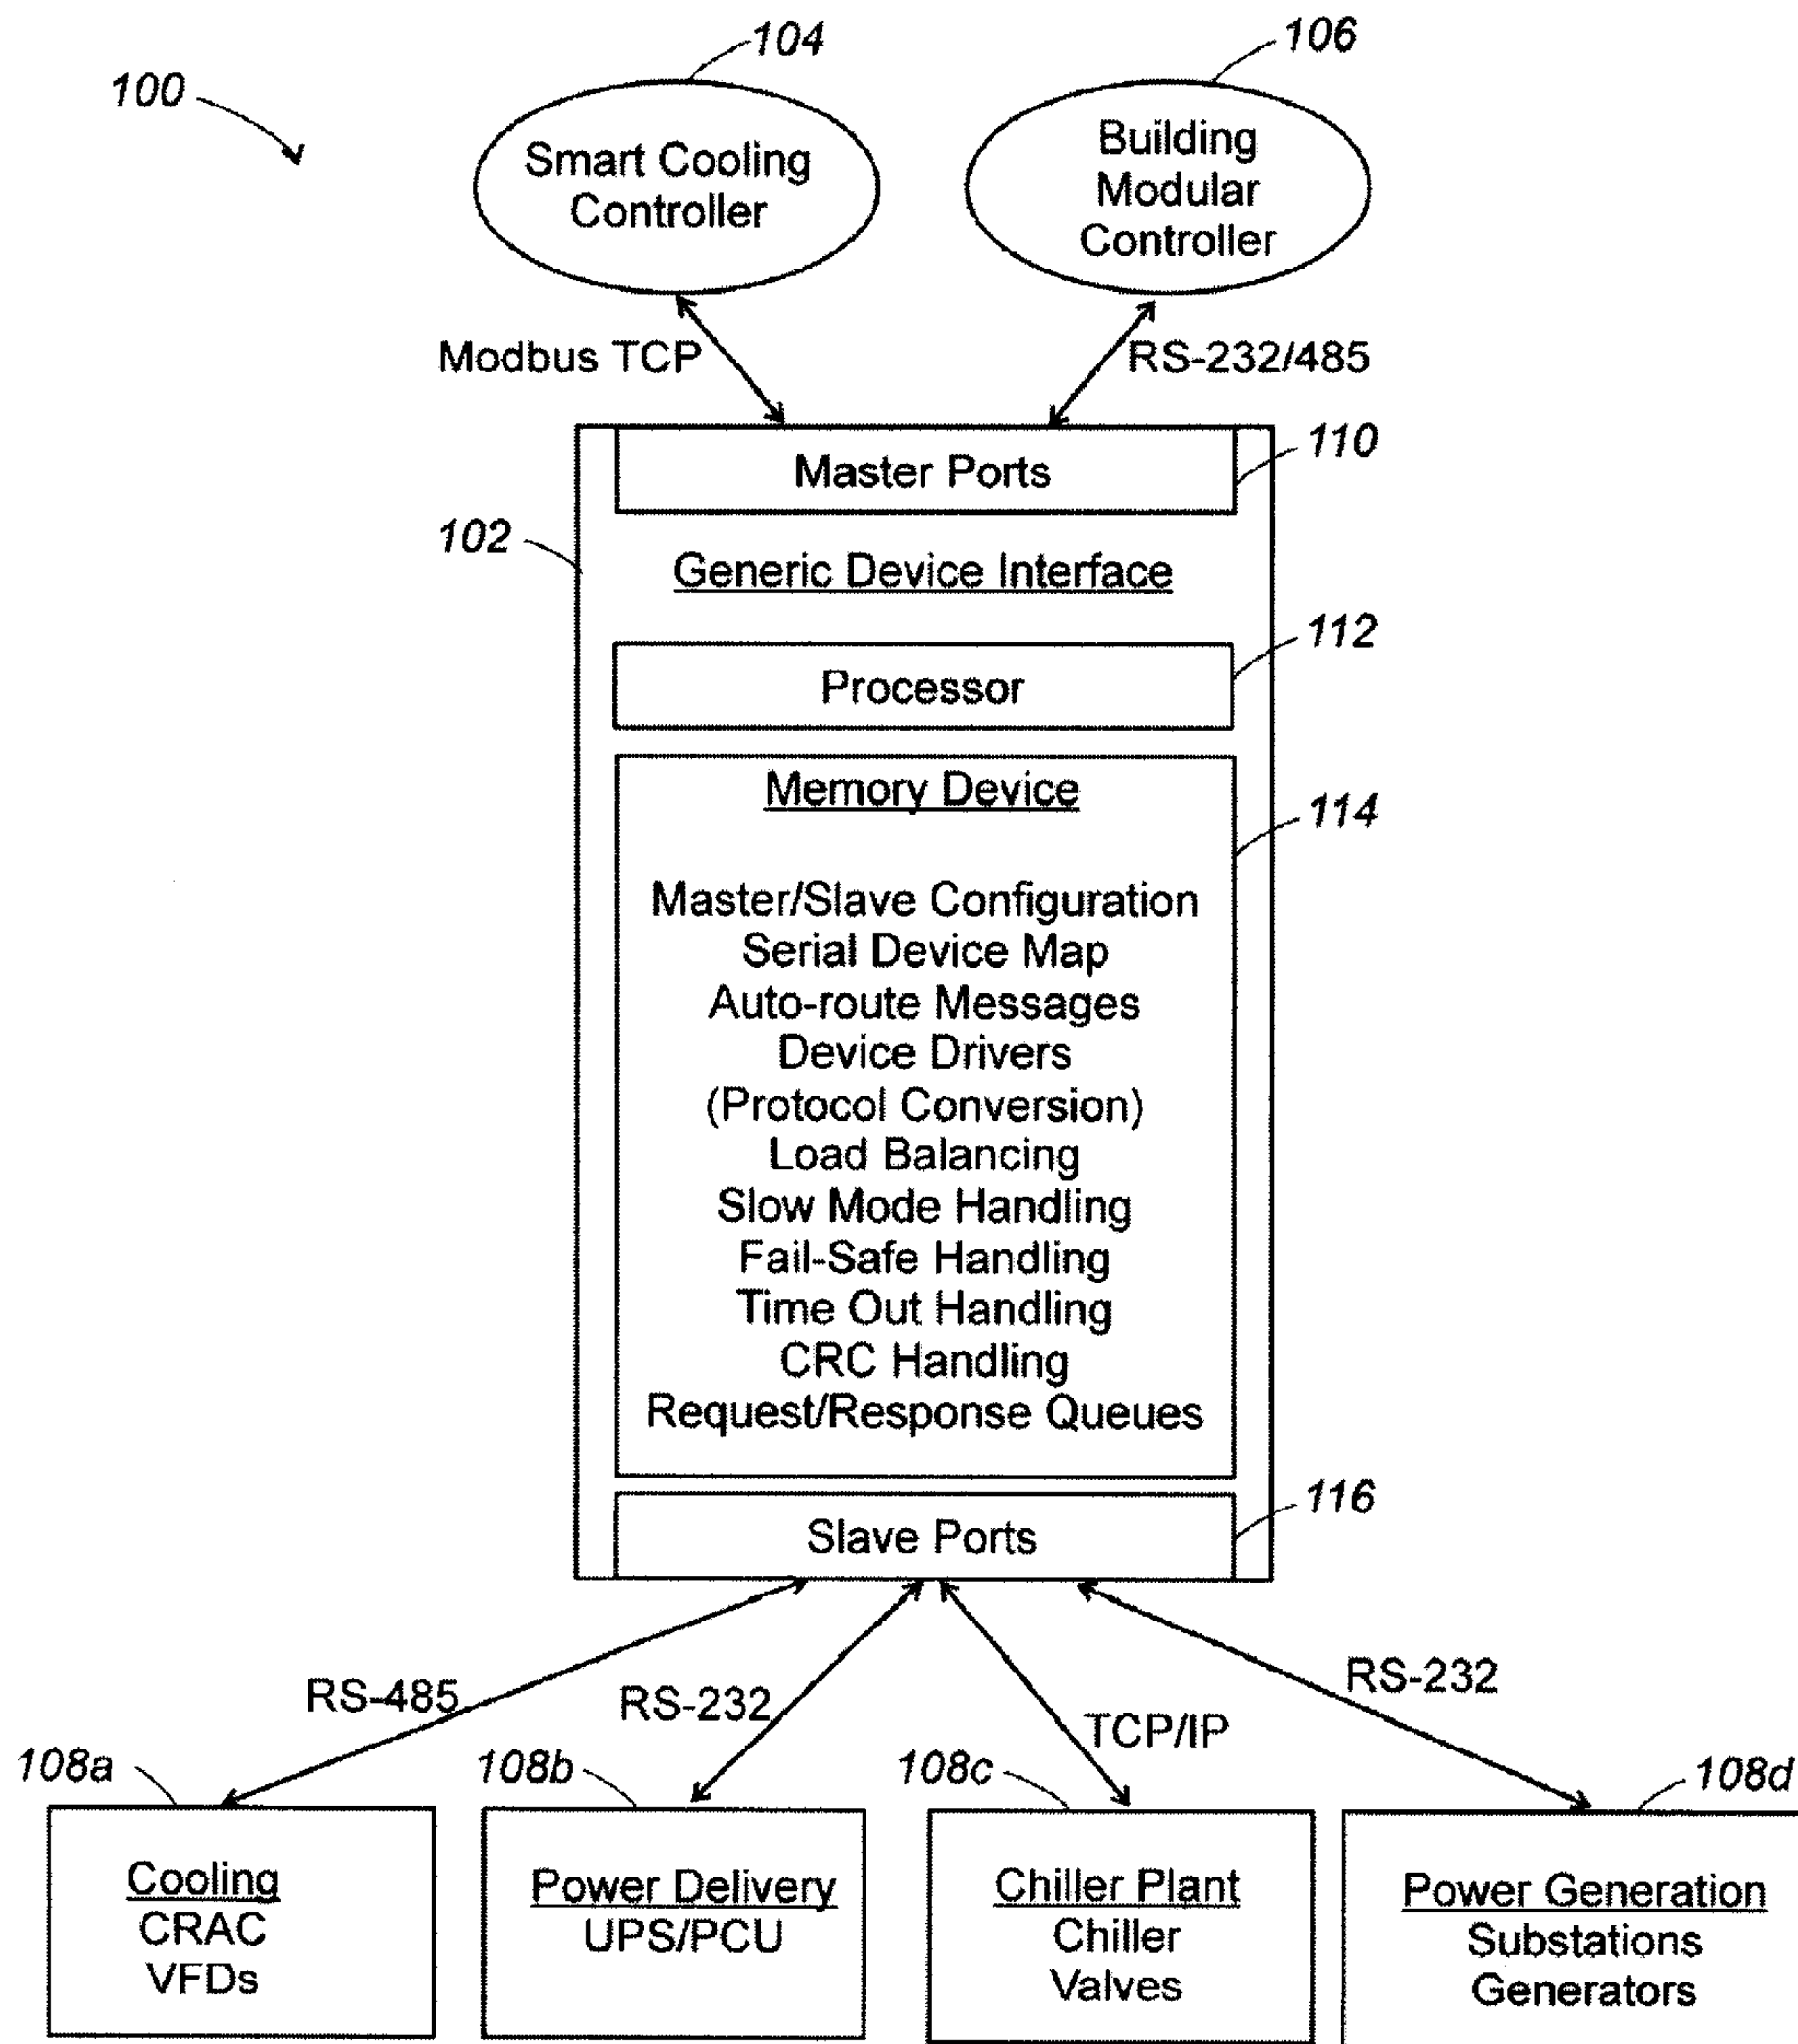 104
106
100
Smart Cooling
Controller
Building
Modular
Controller
Modbus TCP
RS-232/485
Master Ports
110
102
Generic Device Interface
112
Processor
Memory Device
114
Master/Slave Configuration
Serial Device Map
Auto-route Messages
Device Drivers
(Protocol Conversion)
Load Balancing
Slow Mode Handling
Fail-Safe Handling
Time Out Handling
CRC Handling
Request/Response Queues
116
Slave Ports
RS-485
RS-232
TCP/IP
RS-232
108a
108b
108c
108d
Cooling
CRAC
VFDs
Power Delivery
UPS/PCU
Chiller Plant
Chiller
Valves
Power Generation
Substations
Generators